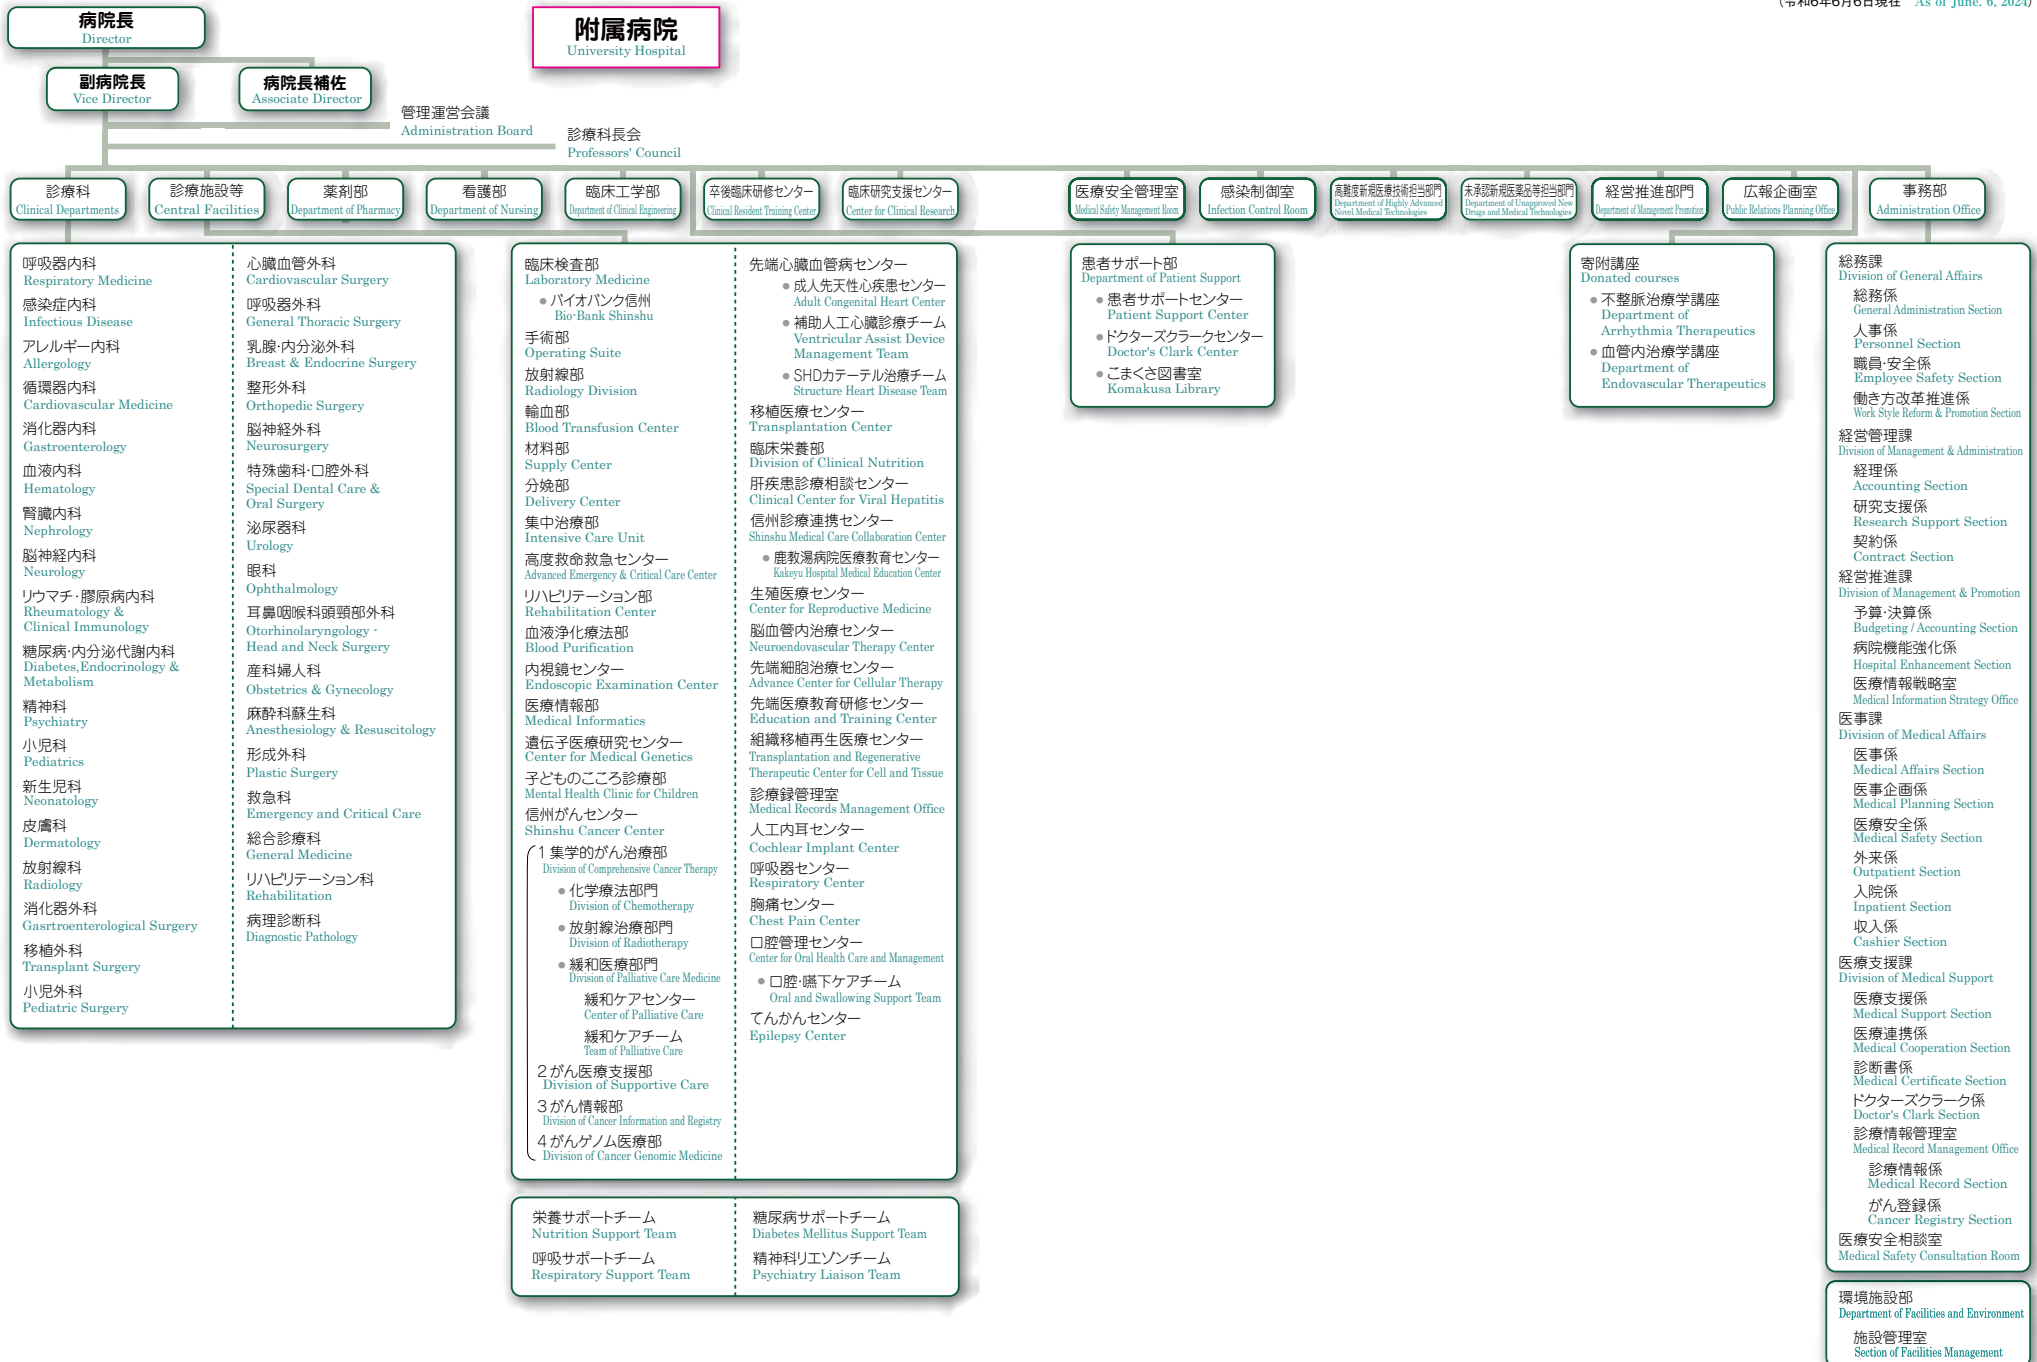 (令和6年6月6日現在　As of June. 6, 2024)
病院長
Director
附属病院
University Hospital
副病院長
Vice Director
病院長補佐
Associate Director
管理運営会議
Administration Board
診療科長会
Professors' Council
診療科
Clinical Departments
診療施設等
Central Facilities
薬剤部
Department of Pharmacy
看護部
Department of Nursing
臨床工学部
Department of Clinical Engineering
卒後臨床研修センター
Clinical Resident Training Center
臨床研究支援センター
Center for Clinical Research
医療安全管理室
Medical Safety Management Room
感染制御室
Infection Control Room
高難度新規医療技術担当部門
Department of Highly Advanced
Novel Medical Technologies
未承認新規医薬品等担当部門
Department of Unapproved New
Drugs and Medical Technologies
経営推進部門
Department of Management Promotion
広報企画室
Public Relations Planning Office
事務部
Administration Office
呼吸器内科
Respiratory Medicine
感染症内科
Infectious Disease
アレルギー内科
Allergology
循環器内科
Cardiovascular Medicine
消化器内科
Gastroenterology
血液内科
Hematology
腎臓内科
Nephrology
脳神経内科
Neurology
リウマチ・膠原病内科
Rheumatology &
Clinical Immunology
糖尿病・内分泌代謝内科
Diabetes,Endocrinology &
Metabolism
精神科
Psychiatry
小児科
Pediatrics
新生児科
Neonatology
皮膚科
Dermatology
放射線科
Radiology
消化器外科
Gasrtroenterological Surgery
移植外科
Transplant Surgery
小児外科
Pediatric Surgery
心臓血管外科
Cardiovascular Surgery
呼吸器外科
General Thoracic Surgery
乳腺・内分泌外科
Breast & Endocrine Surgery
整形外科
Orthopedic Surgery
脳神経外科
Neurosurgery
特殊歯科・口腔外科
Special Dental Care &
Oral Surgery
泌尿器科
Urology
眼科
Ophthalmology
耳鼻咽喉科頭頸部外科
Otorhinolaryngology -
Head and Neck Surgery
産科婦人科
Obstetrics & Gynecology
麻酔科蘇生科
Anesthesiology & Resuscitology
形成外科
Plastic Surgery
救急科
Emergency and Critical Care
総合診療科
General Medicine
リハビリテーション科
Rehabilitation
病理診断科
Diagnostic Pathology
臨床検査部
Laboratory Medicine
● バイオバンク信州
Bio-Bank Shinshu
手術部
Operating Suite
放射線部
Radiology Division
輸血部
Blood Transfusion Center
材料部
Supply Center
分娩部
Delivery Center
集中治療部
Intensive Care Unit
高度救命救急センター
Advanced Emergency & Critical Care Center
リハビリテーション部
Rehabilitation Center
血液浄化療法部
Blood Purification
内視鏡センター
Endoscopic Examination Center
医療情報部
Medical Informatics
遺伝子医療研究センター
Center for Medical Genetics
子どものこころ診療部
Mental Health Clinic for Children
信州がんセンター
Shinshu Cancer Center
1 集学的がん治療部
Division of Comprehensive Cancer Therapy
● 化学療法部門
Division of Chemotherapy
● 放射線治療部門
Division of Radiotherapy
● 緩和医療部門
Division of Palliative Care Medicine
緩和ケアセンター
Center of Palliative Care
緩和ケアチーム
Team of Palliative Care
2 がん医療支援部
Division of Supportive Care
3 がん情報部
Division of Cancer Information and Registry
4 がんゲノム医療部
Division of Cancer Genomic Medicine
先端心臓血管病センター
● 成人先天性心疾患センター
Adult Congenital Heart Center
● 補助人工心臓診療チーム
Ventricular Assist Device
Management Team
● SHDカテーテル治療チーム
Structure Heart Disease Team
移植医療センター
Transplantation Center
臨床栄養部
Division of Clinical Nutrition
肝疾患診療相談センター
Clinical Center for Viral Hepatitis
信州診療連携センター
Shinshu Medical Care Collaboration Center
● 鹿教湯病院医療教育センター
Kakeyu Hospital Medical Education Center
生殖医療センター
Center for Reproductive Medicine
脳血管内治療センター
Neuroendovascular Therapy Center
先端細胞治療センター
Advance Center for Cellular Therapy
先端医療教育研修センター
Education and Training Center
組織移植再生医療センター
Transplantation and Regenerative
Therapeutic Center for Cell and Tissue
診療録管理室
Medical Records Management Office
人工内耳センター
Cochlear Implant Center
呼吸器センター
Respiratory Center
胸痛センター
Chest Pain Center
口腔管理センター
Center for Oral Health Care and Management
● 口腔・嚥下ケアチーム
Oral and Swallowing Support Team
てんかんセンター
Epilepsy Center
栄養サポートチーム
Nutrition Support Team
呼吸サポートチーム
Respiratory Support Team
糖尿病サポートチーム
Diabetes Mellitus Support Team
精神科リエゾンチーム
Psychiatry Liaison Team
患者サポート部
Department of Patient Support
● 患者サポートセンター
Patient Support Center
● ドクターズクラークセンター
Doctor's Clark Center
● こまくさ図書室
Komakusa Library
寄附講座
Donated courses
● 不整脈治療学講座
Department of
Arrhythmia Therapeutics
● 血管内治療学講座
Department of
Endovascular Therapeutics
総務課
Division of General Affairs
総務係
General Administration Section
人事係
Personnel Section
職員・安全係
Employee Safety Section
働き方改革推進係
Work Style Reform & Promotion Section
経営管理課
Division of Management & Administration
経理係
Accounting Section
研究支援係
Research Support Section
契約係
Contract Section
経営推進課
Division of Management & Promotion
予算・決算係
Budgeting / Accounting Section
病院機能強化係
Hospital Enhancement Section
医療情報戦略室
Medical Information Strategy Office
医事課
Division of Medical Affairs
医事係
Medical Affairs Section
医事企画係
Medical Planning Section
医療安全係
Medical Safety Section
外来係
Outpatient Section
入院係
Inpatient Section
収入係
Cashier Section
医療支援課
Division of Medical Support
医療支援係
Medical Support Section
医療連携係
Medical Cooperation Section
診断書係
Medical Certificate Section
ドクターズクラーク係
Doctor's Clark Section
診療情報管理室
Medical Record Management Office
診療情報係
Medical Record Section
がん登録係
Cancer Registry Section
医療安全相談室
Medical Safety Consultation Room
環境施設部
Department of Facilities and Environment
施設管理室
Section of Facilities Management